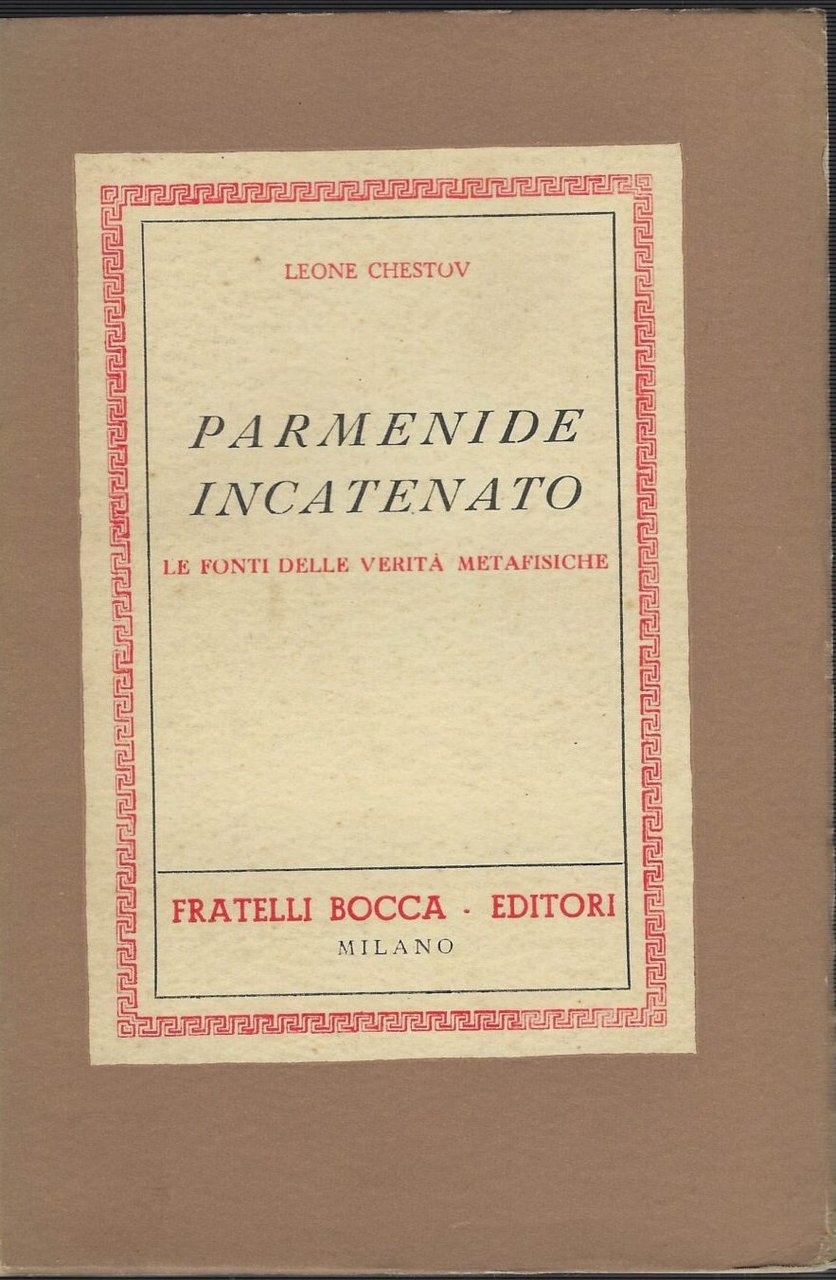 LEONE CHESTOV
PARMENIDE
INCATENATO
LE FONTI DELLE VERITÀ METAFISICHE
FRATELLI BOCCA - EDITORI
MILANO